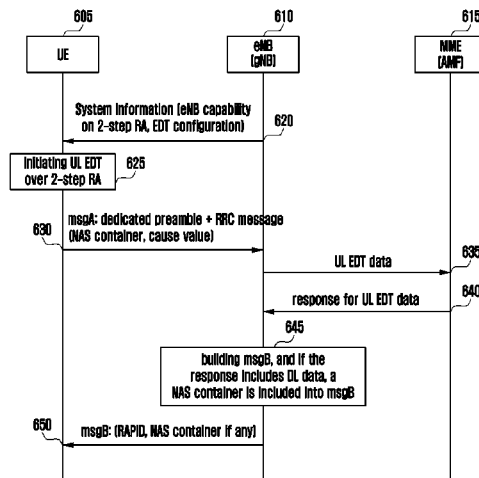 605
610
615
UE
eNB
(gNB)
MME
(AMF)
System Information (eNB capability
on 2-step RA, EDT configuration)
620
Initiating UL EDT
over 2-step RA
625
msgA: dedicated preamble + RRC message
(NAS container, cause value)
630
UL EDT data
635
response for UL EDT data
640
645
building msgB, and if the
response includes DL data, a
NAS container is included into msgB
650
msgB: (RAPID, NAS container if any)